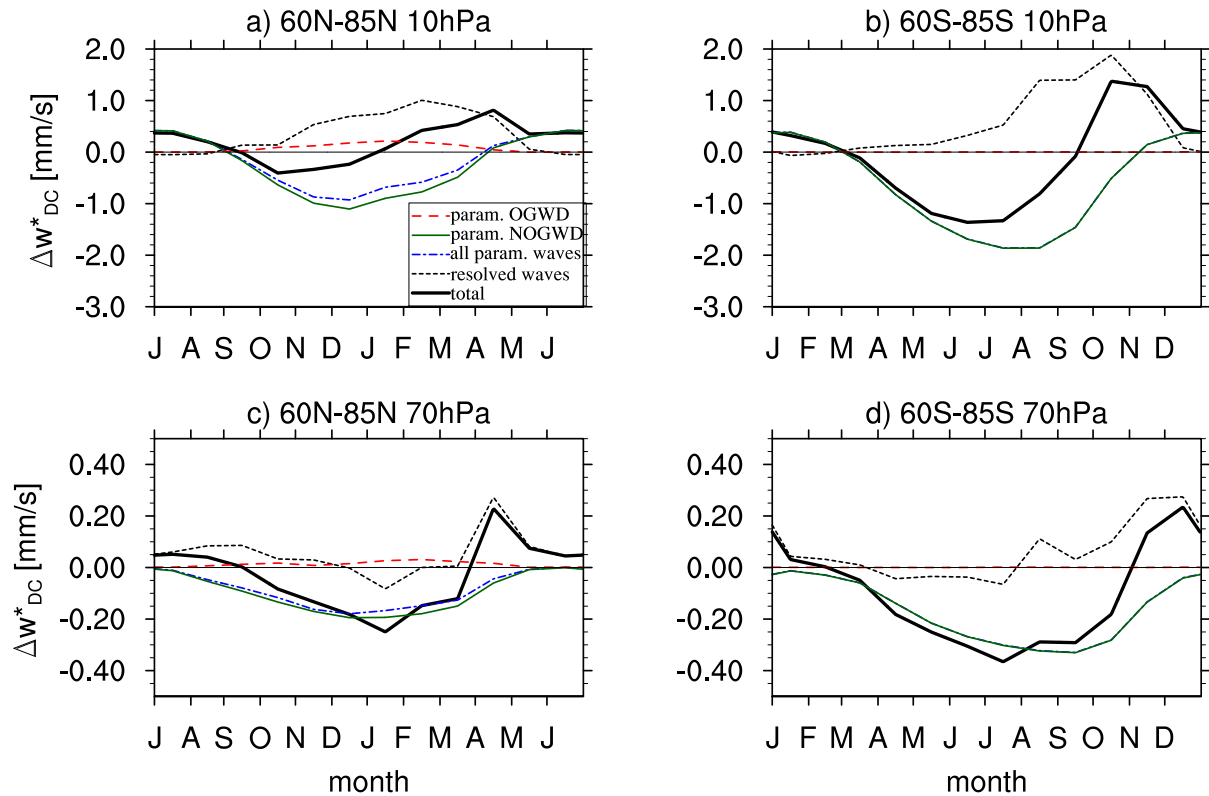 a) 60N-85N 10hPa
2.0
1.0
0.0
-1.0
-2.0
-3.0
Δw*DC [mm/s]
param. OGWD
param. NOGWD
all param. waves
resolved waves
total
J A S O N D J F M A M J
b) 60S-85S 10hPa
2.0
1.0
0.0
-1.0
-2.0
-3.0
J F M A M J J A S O N D
c) 60N-85N 70hPa
0.40
0.20
0.00
-0.20
-0.40
Δw*DC [mm/s]
J A S O N D J F M A M J
month
d) 60S-85S 70hPa
0.40
0.20
0.00
-0.20
-0.40
J F M A M J J A S O N D
month